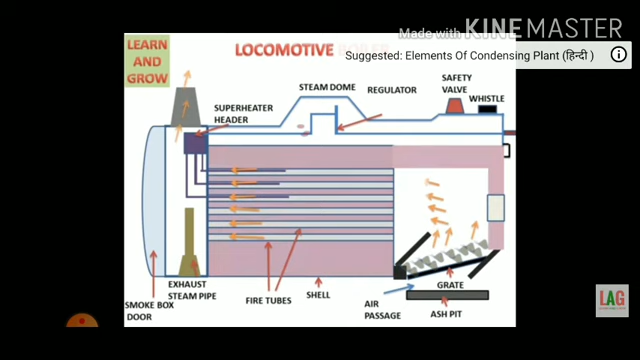 Made with KINEMASTER
Suggested: Elements Of Condensing Plant (हिन्दी )
LEARN
AND
GROW
LOCOMOTIVE
STEAM DOME
REGULATOR
SAFETY
VALVE
WHISTLE
SUPERHEATER
HEADER
EXHAUST
STEAM PIPE
SMOKE BOX
DOOR
FIRE TUBES
SHELL
AIR
PASSAGE
GRATE
ASH PIT
LAG